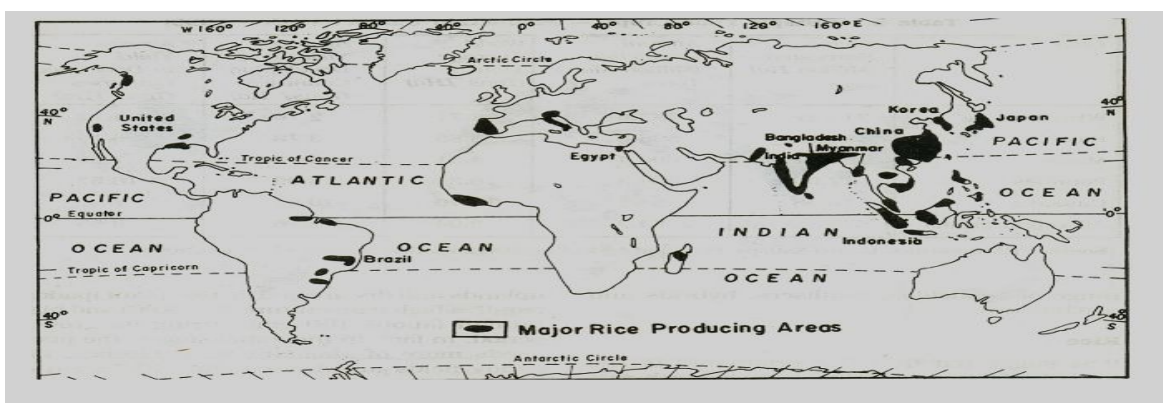 W 160° 120° 80° 40° 0° 40° 80° 120° 160° E
Arctic Circle
40°
N
United
States
Korea
40°
N
Japan
Bangladesh
China
PACIFIC
India
Myanmar
Egypt
Tropic of Cancer
ATLANTIC
PACIFIC
OCEAN
Equator
0°
0°
INDIAN
Indonesia
OCEAN
OCEAN
Brazil
Tropic of Capricorn
OCEAN
40°
S
40°
S
Major Rice Producing Areas
Antarctic Circle